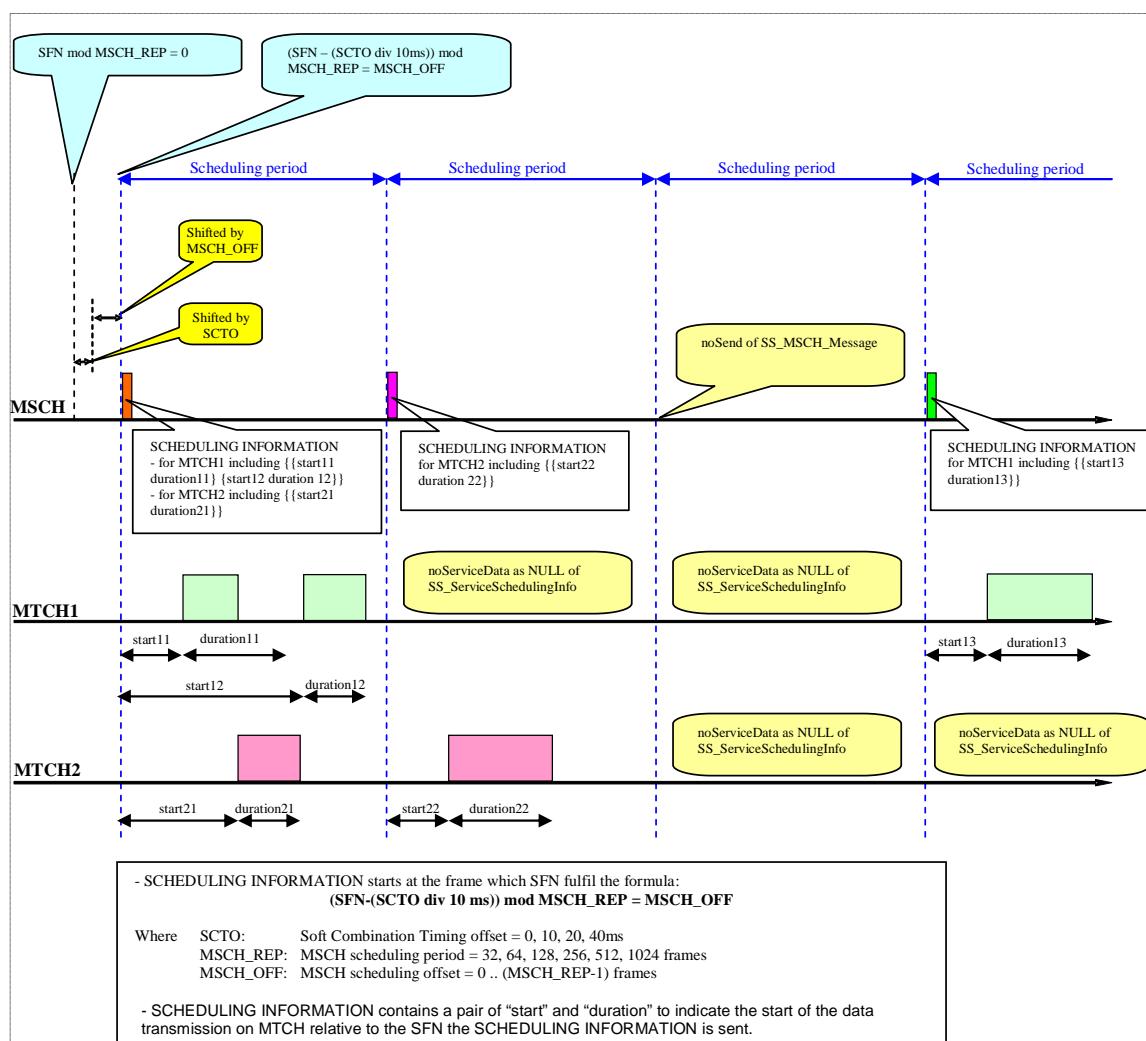 SFN mod MSCH_REP = 0
(SFN – (SCTO div 10ms)) mod
MSCH_REP = MSCH_OFF
Scheduling period
Scheduling period
Scheduling period
Scheduling period
Shifted by
MSCH_OFF
Shifted by
SCTO
noSend of SS_MSCH_Message
MSCH
SCHEDULING INFORMATION
- for MTCH1 including {{start11
duration11} {start12 duration 12}}
- for MTCH2 including {{start21
duration21}}
SCHEDULING INFORMATION
for MTCH2 including {{start22
duration 22}}
SCHEDULING INFORMATION
for MTCH1 including {{start13
duration13}}
noServiceData as NULL of
SS_ServiceSchedulingInfo
noServiceData as NULL of
SS_ServiceSchedulingInfo
MTCH1
start11
duration11
start13
duration13
start12
duration12
noServiceData as NULL of
SS_ServiceSchedulingInfo
noServiceData as NULL of
SS_ServiceSchedulingInfo
MTCH2
start21
duration21
start22
duration22
- SCHEDULING INFORMATION starts at the frame which SFN fulfil the formula:
(SFN-(SCTO div 10 ms)) mod MSCH_REP = MSCH_OFF
Where SCTO: Soft Combination Timing offset = 0, 10, 20, 40ms
MSCH_REP: MSCH scheduling period = 32, 64, 128, 256, 512, 1024 frames
MSCH_OFF: MSCH scheduling offset = 0 .. (MSCH_REP-1) frames
- SCHEDULING INFORMATION contains a pair of “start” and “duration” to indicate the start of the data
transmission on MTCH relative to the SFN the SCHEDULING INFORMATION is sent.